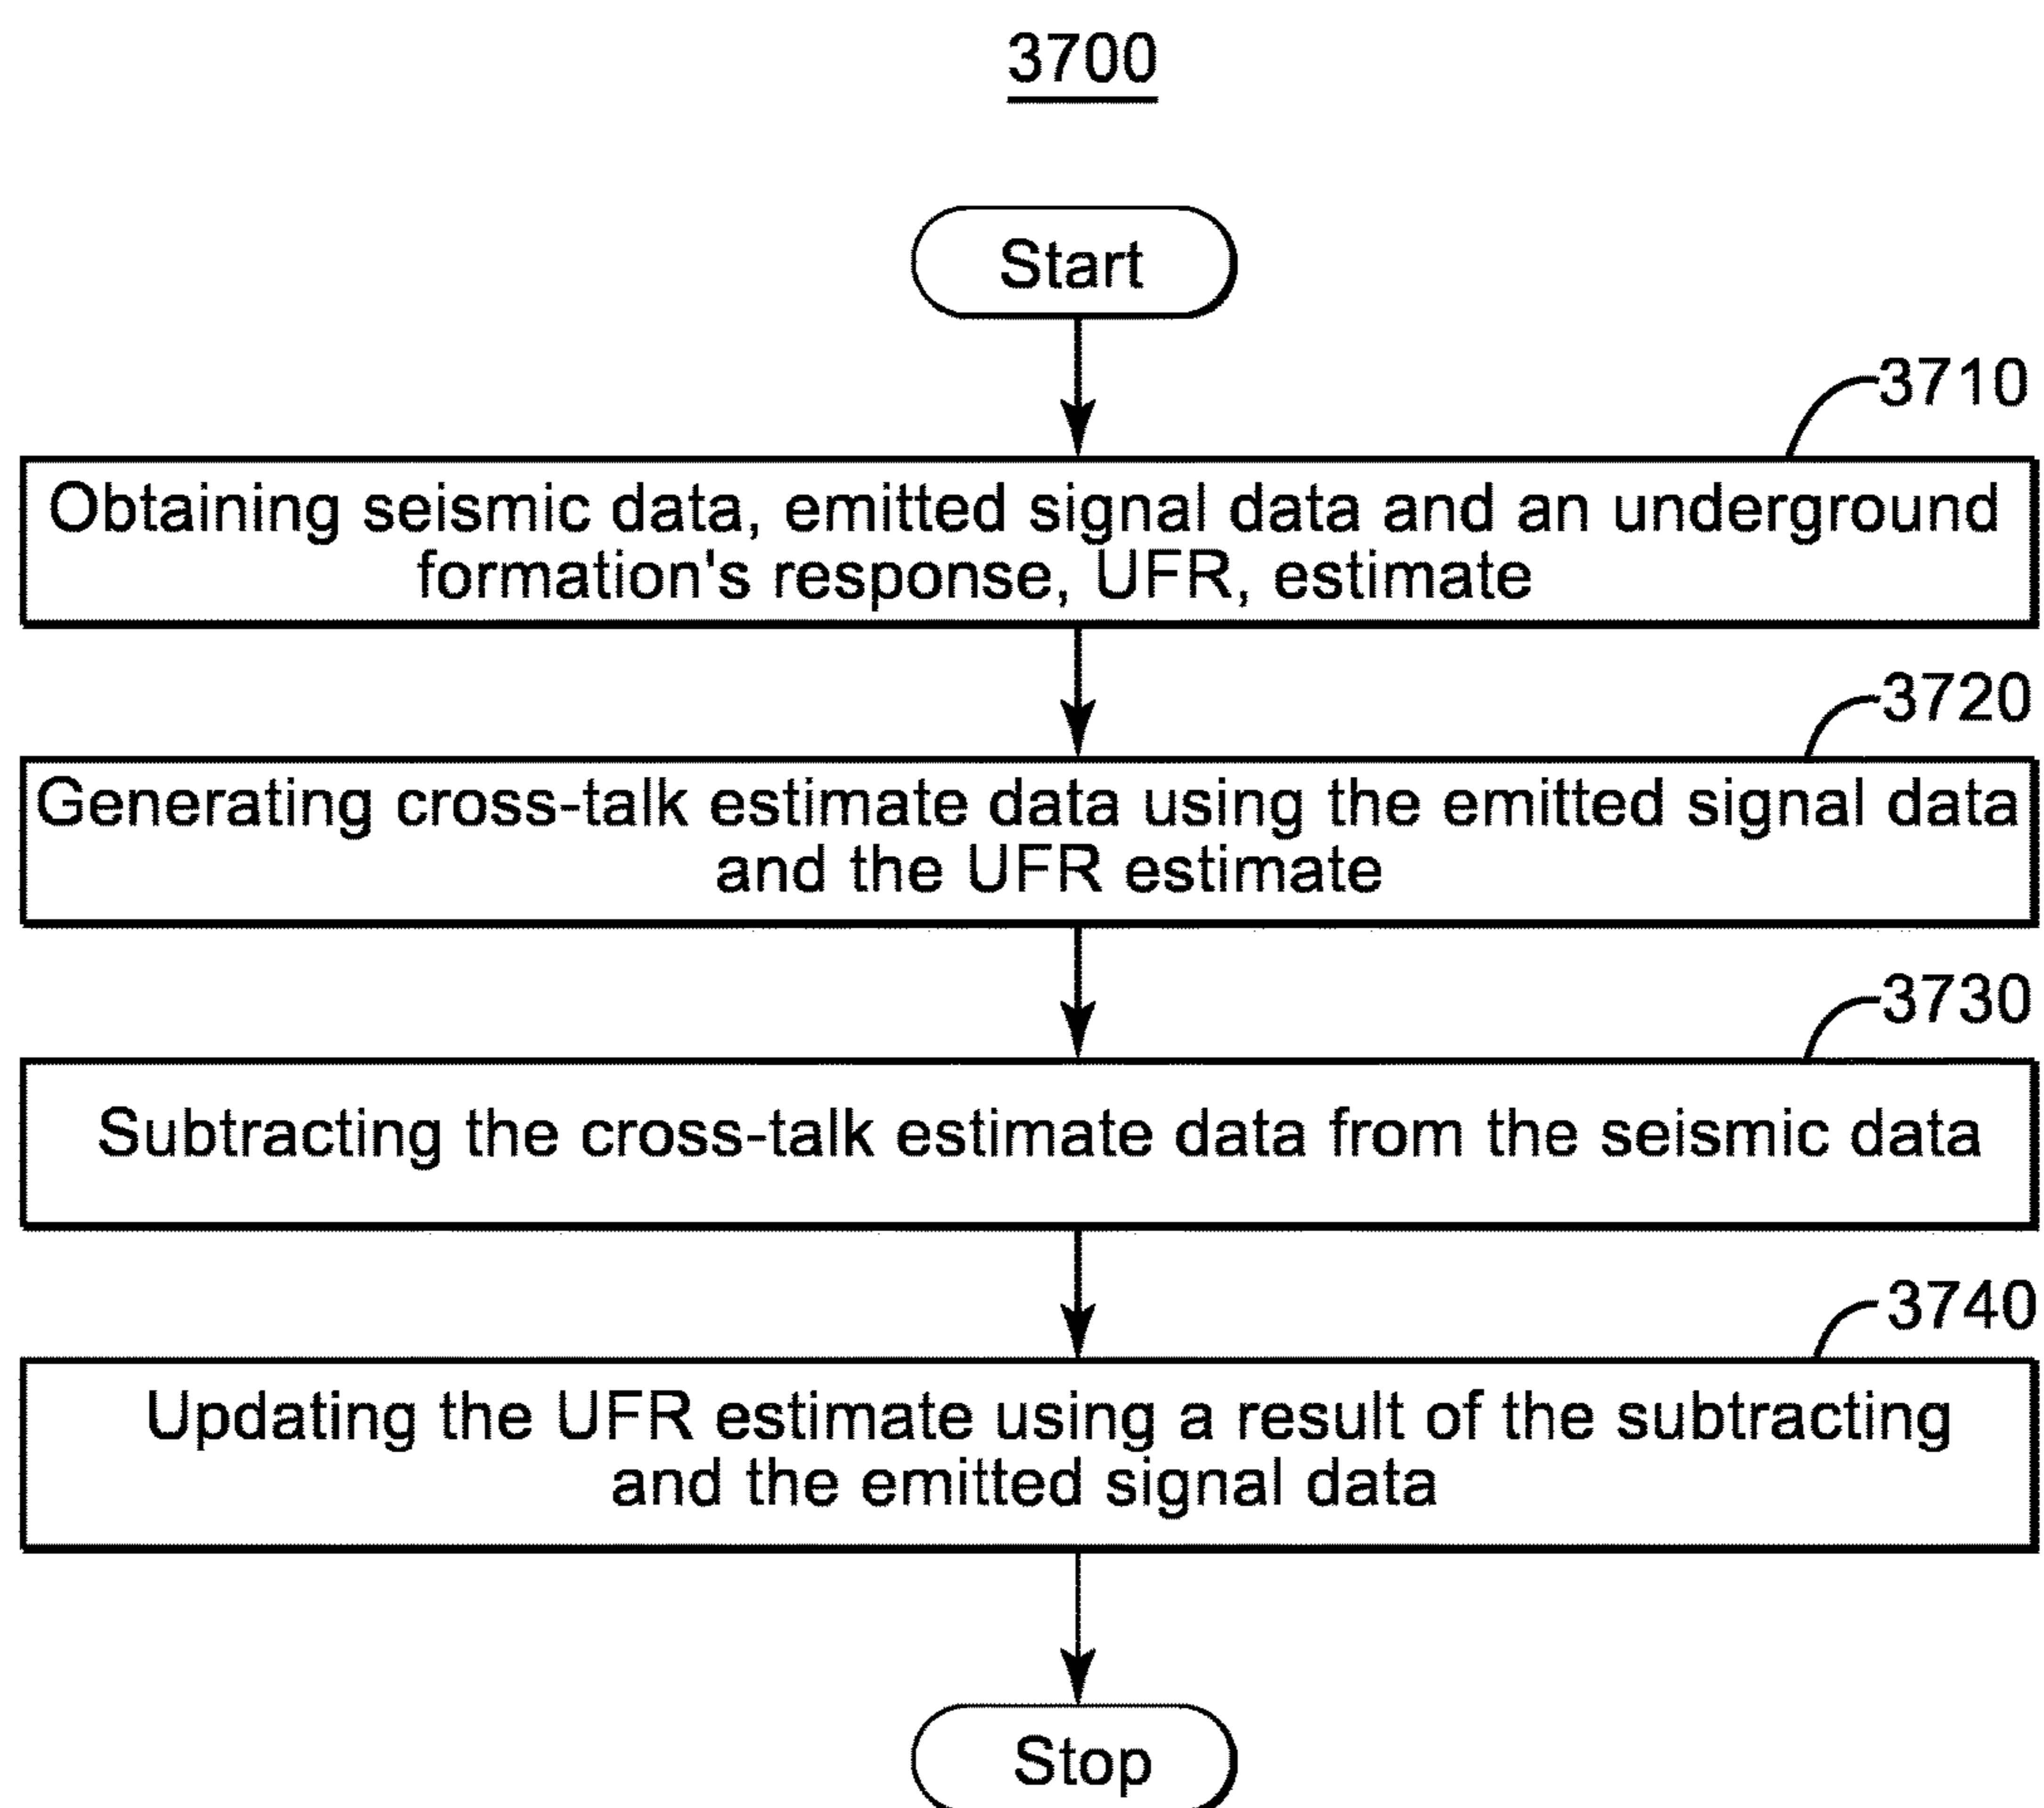 3700
Start
3710
Obtaining seismic data, emitted signal data and an underground
formation's response, UFR, estimate
3720
Generating cross-talk estimate data using the emitted signal data
and the UFR estimate
3730
Subtracting the cross-talk estimate data from the seismic data
3740
Updating the UFR estimate using a result of the subtracting
and the emitted signal data
Stop